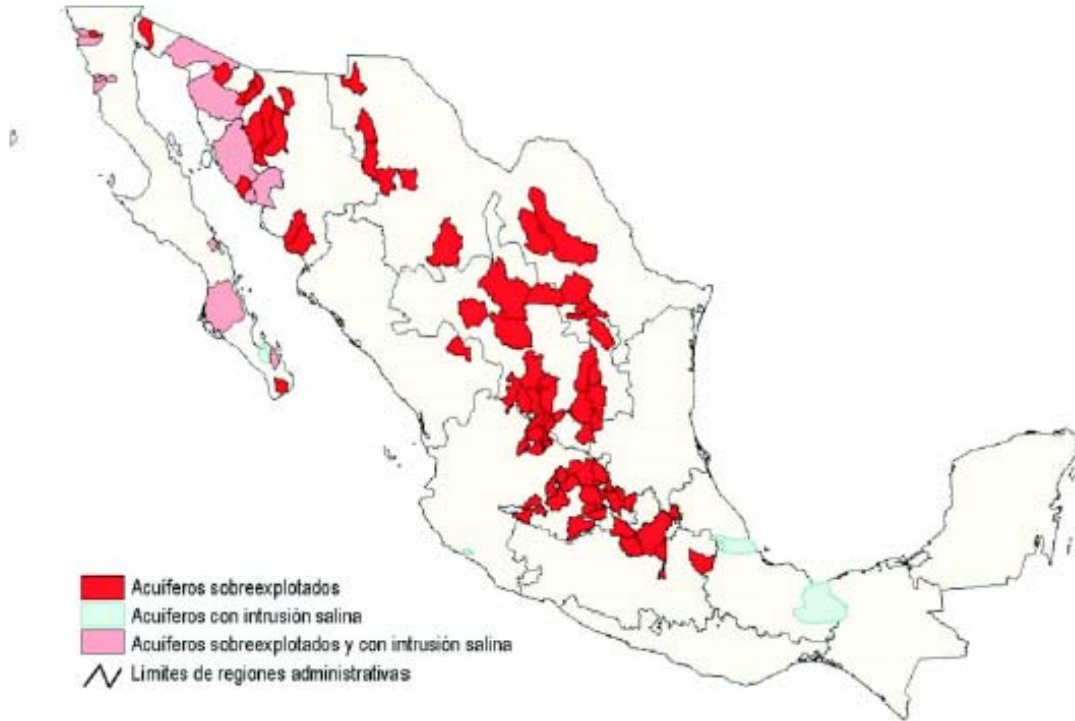 Acuíferos sobreexplotados
Acuíferos con intrusión salina
Acuíferos sobreexplotados y con intrusión salina
Límites de regiones administrativas